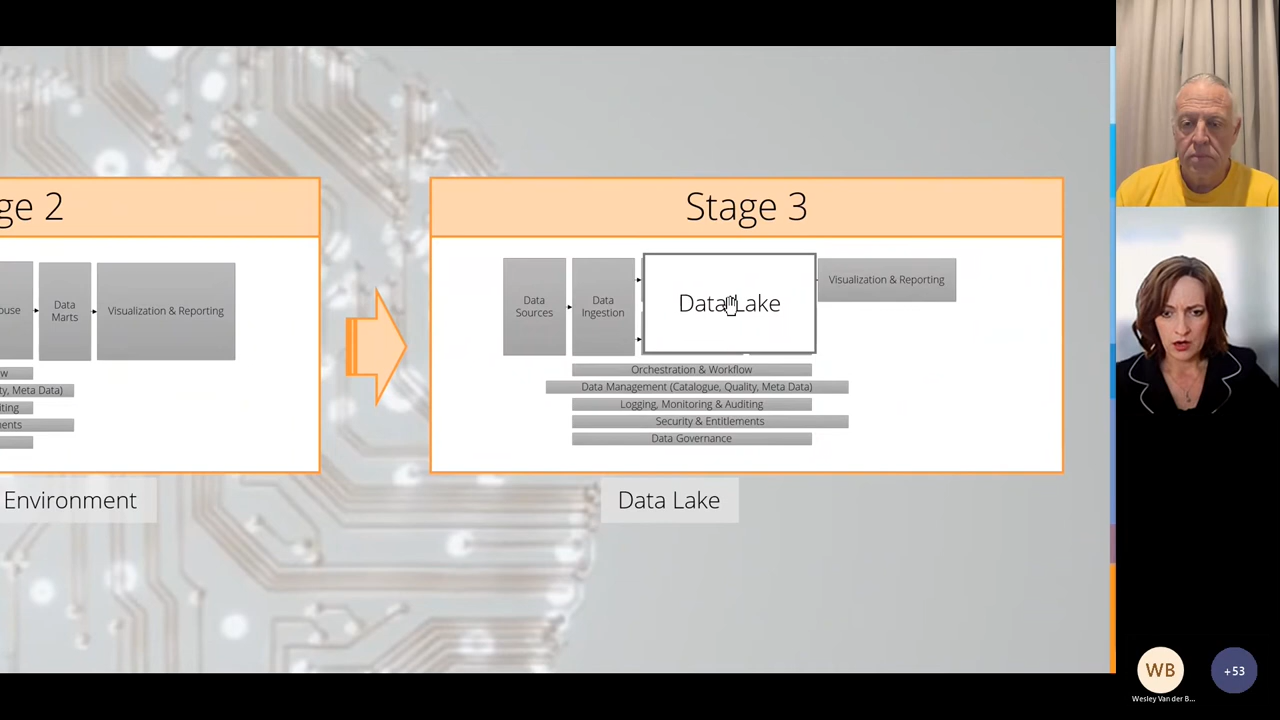 ge 2
ouse
Data
Marts
Visualization & Reporting
w
ty, Meta Data)
iting
ents
Environment
Stage 3
Data
Sources
Data
Ingestion
Data Lake
Visualization & Reporting
Orchestration & Workflow
Data Management (Catalogue, Quality, Meta Data)
Logging, Monitoring & Auditing
Security & Entitlements
Data Governance
Data Lake
WB
Wesley Van der B...
+53